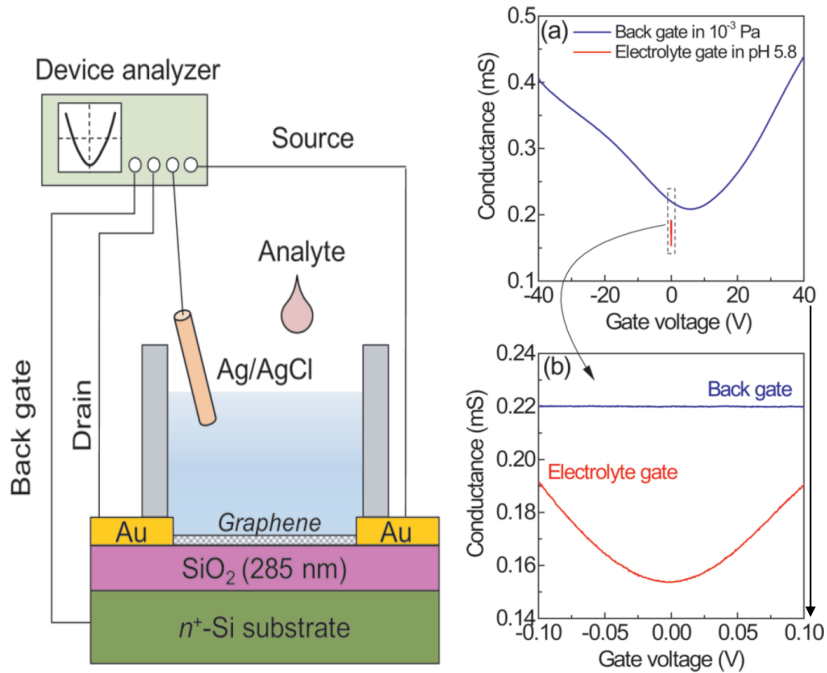 Device analyzer
Source
Analyte
Ag/AgCl
Back gate
Drain
Graphene
Au
Au
SiO₂ (285 nm)
n⁺-Si substrate
(a)
Back gate in 10⁻³ Pa
Electrolyte gate in pH 5.8
Conductance (mS)
0.5
0.4
0.3
0.2
0.1
-40 -20 0 20 40
Gate voltage (V)
(b)
Back gate
Electrolyte gate
Conductance (mS)
0.24
0.22
0.20
0.18
0.16
0.14
-0.10 -0.05 0.00 0.05 0.10
Gate voltage (V)